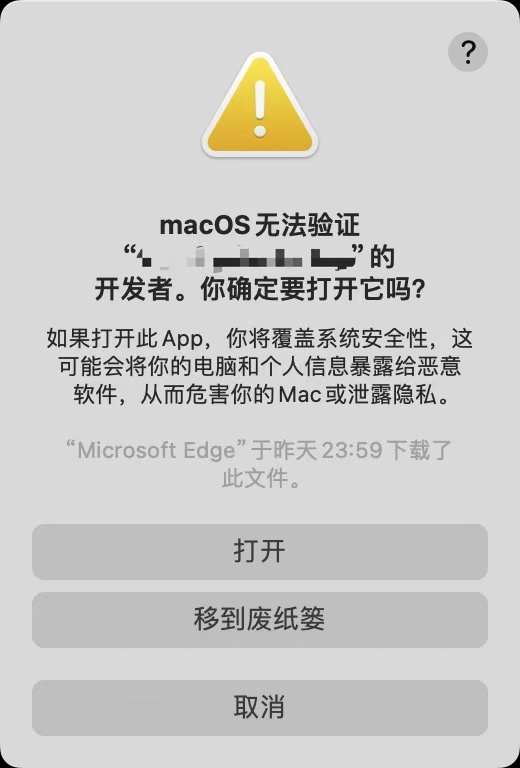 ?
macOS 无法验证
“ ”的
开发者。你确定要打开它吗?
如果打开此 App，你将覆盖系统安全性，这
可能会将你的电脑和个人信息暴露给恶意
软件，从而危害你的 Mac 或泄露隐私。
“Microsoft Edge”于昨天 23:59 下载了
此文件。
打开
移到废纸篓
取消